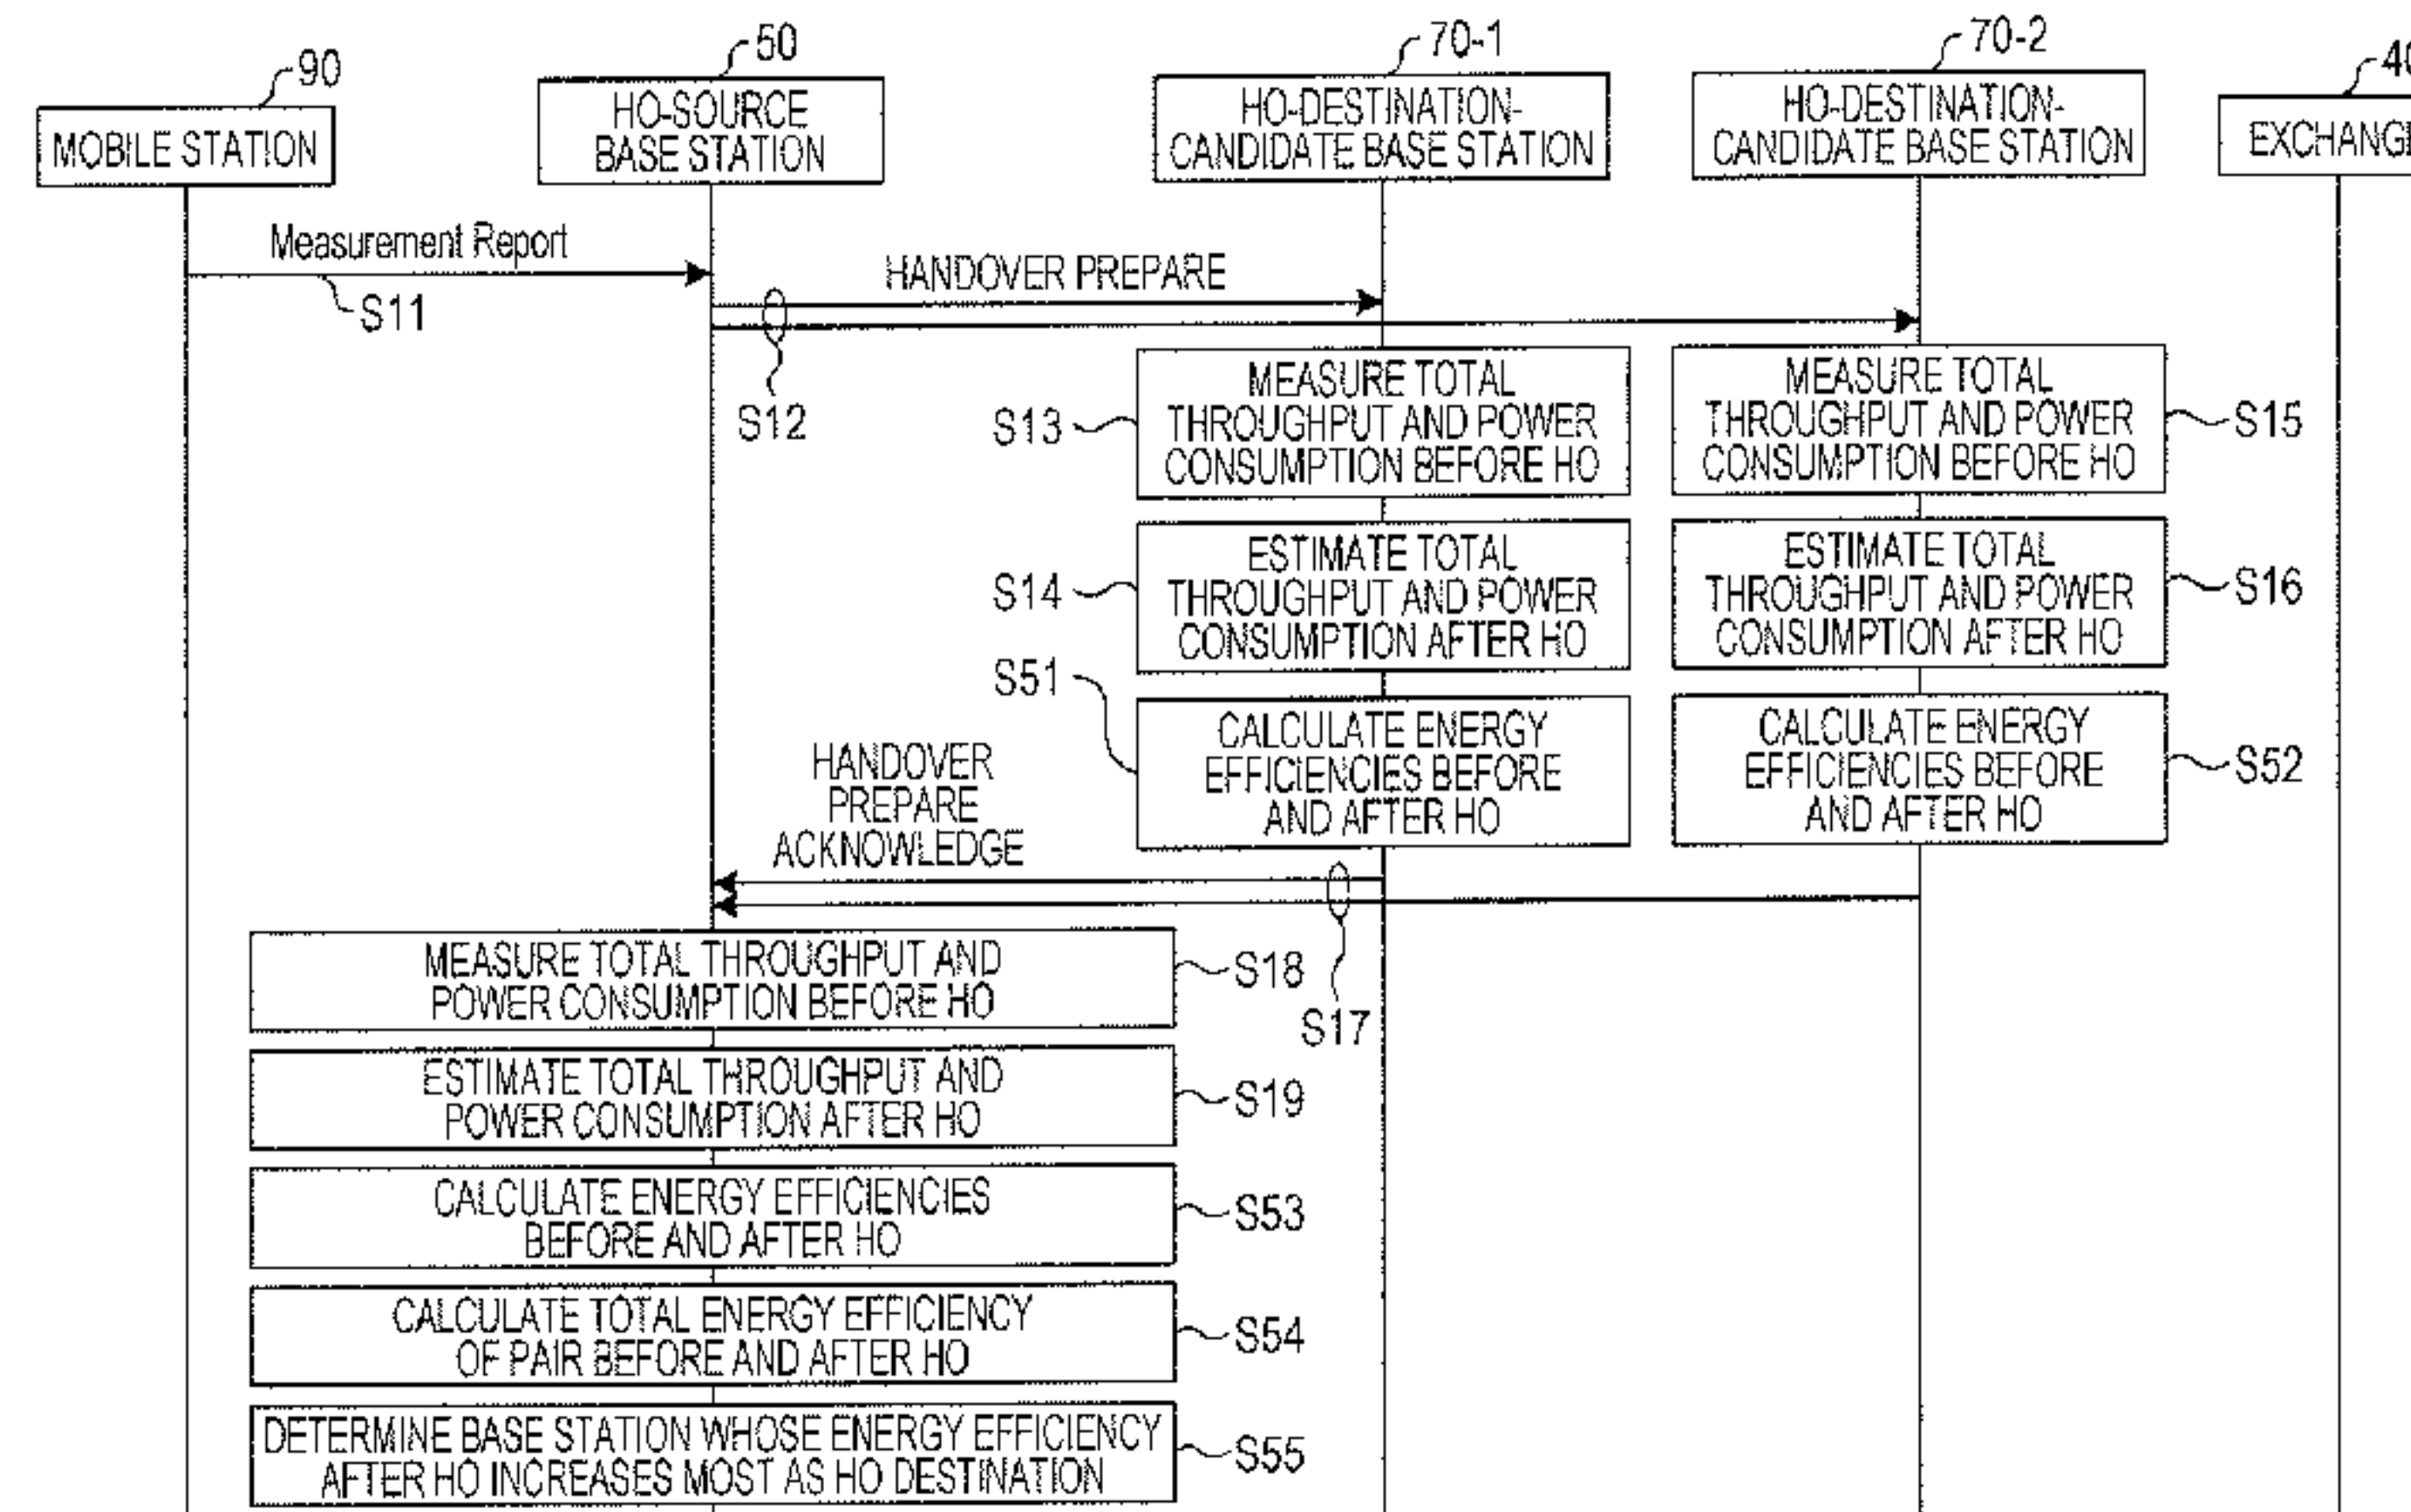 90
MOBILE STATION
50
HO-SOURCE
BASE STATION
70-1
HO-DESTINATION-
CANDIDATE BASE STATION
70-2
HO-DESTINATION-
CANDIDATE BASE STATION
Measurement Report
S11
HANDOVER PREPARE
S12
MEASURE TOTAL
THROUGHPUT AND POWER
CONSUMPTION BEFORE HO
S13
MEASURE TOTAL
THROUGHPUT AND POWER
CONSUMPTION BEFORE HO
S15
ESTIMATE TOTAL
THROUGHPUT AND POWER
CONSUMPTION AFTER HO
S14
ESTIMATE TOTAL
THROUGHPUT AND POWER
CONSUMPTION AFTER HO
S16
S51
CALCULATE ENERGY
EFFICIENCIES BEFORE
AND AFTER HO
CALCULATE ENERGY
EFFICIENCIES BEFORE
AND AFTER HO
S52
HANDOVER
PREPARE
ACKNOWLEDGE
S17
MEASURE TOTAL THROUGHPUT AND
POWER CONSUMPTION BEFORE HO
S18
ESTIMATE TOTAL THROUGHPUT AND
POWER CONSUMPTION AFTER HO
S19
CALCULATE ENERGY EFFICIENCIES
BEFORE AND AFTER HO
S53
CALCULATE TOTAL ENERGY EFFICIENCY
OF PAIR BEFORE AND AFTER HO
S54
DETERMINE BASE STATION WHOSE ENERGY EFFICIENCY
AFTER HO INCREASES MOST AS HO DESTINATION
S55